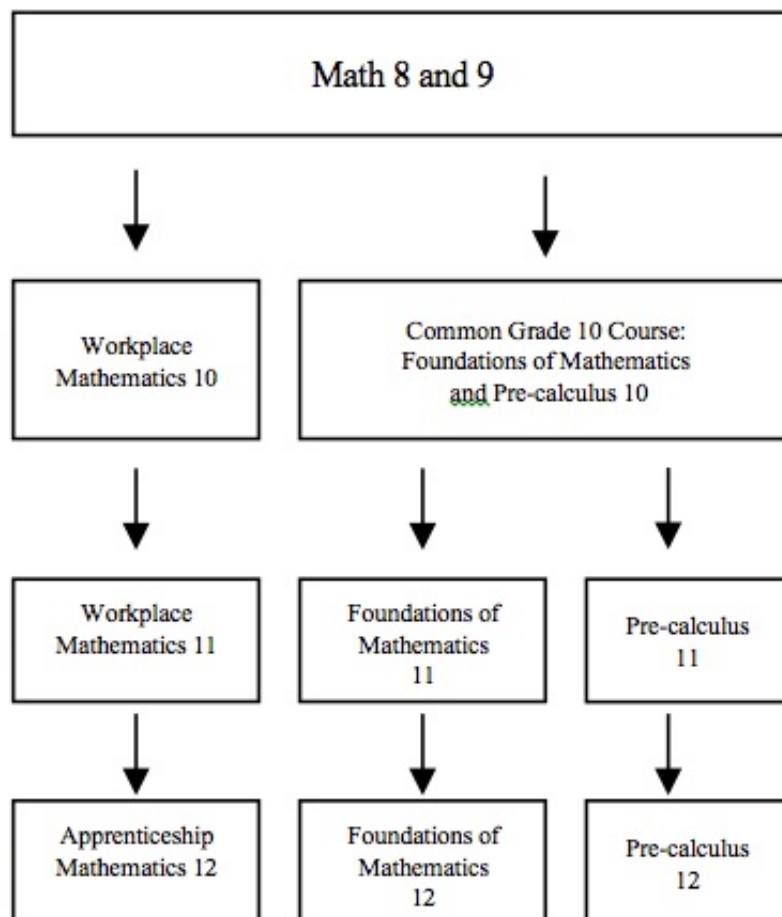 Math 8 and 9
Workplace
Mathematics 10
Common Grade 10 Course:
Foundations of Mathematics
and Pre-calculus 10
Workplace
Mathematics 11
Foundations of
Mathematics
11
Pre-calculus
11
Apprenticeship
Mathematics 12
Foundations of
Mathematics
12
Pre-calculus
12